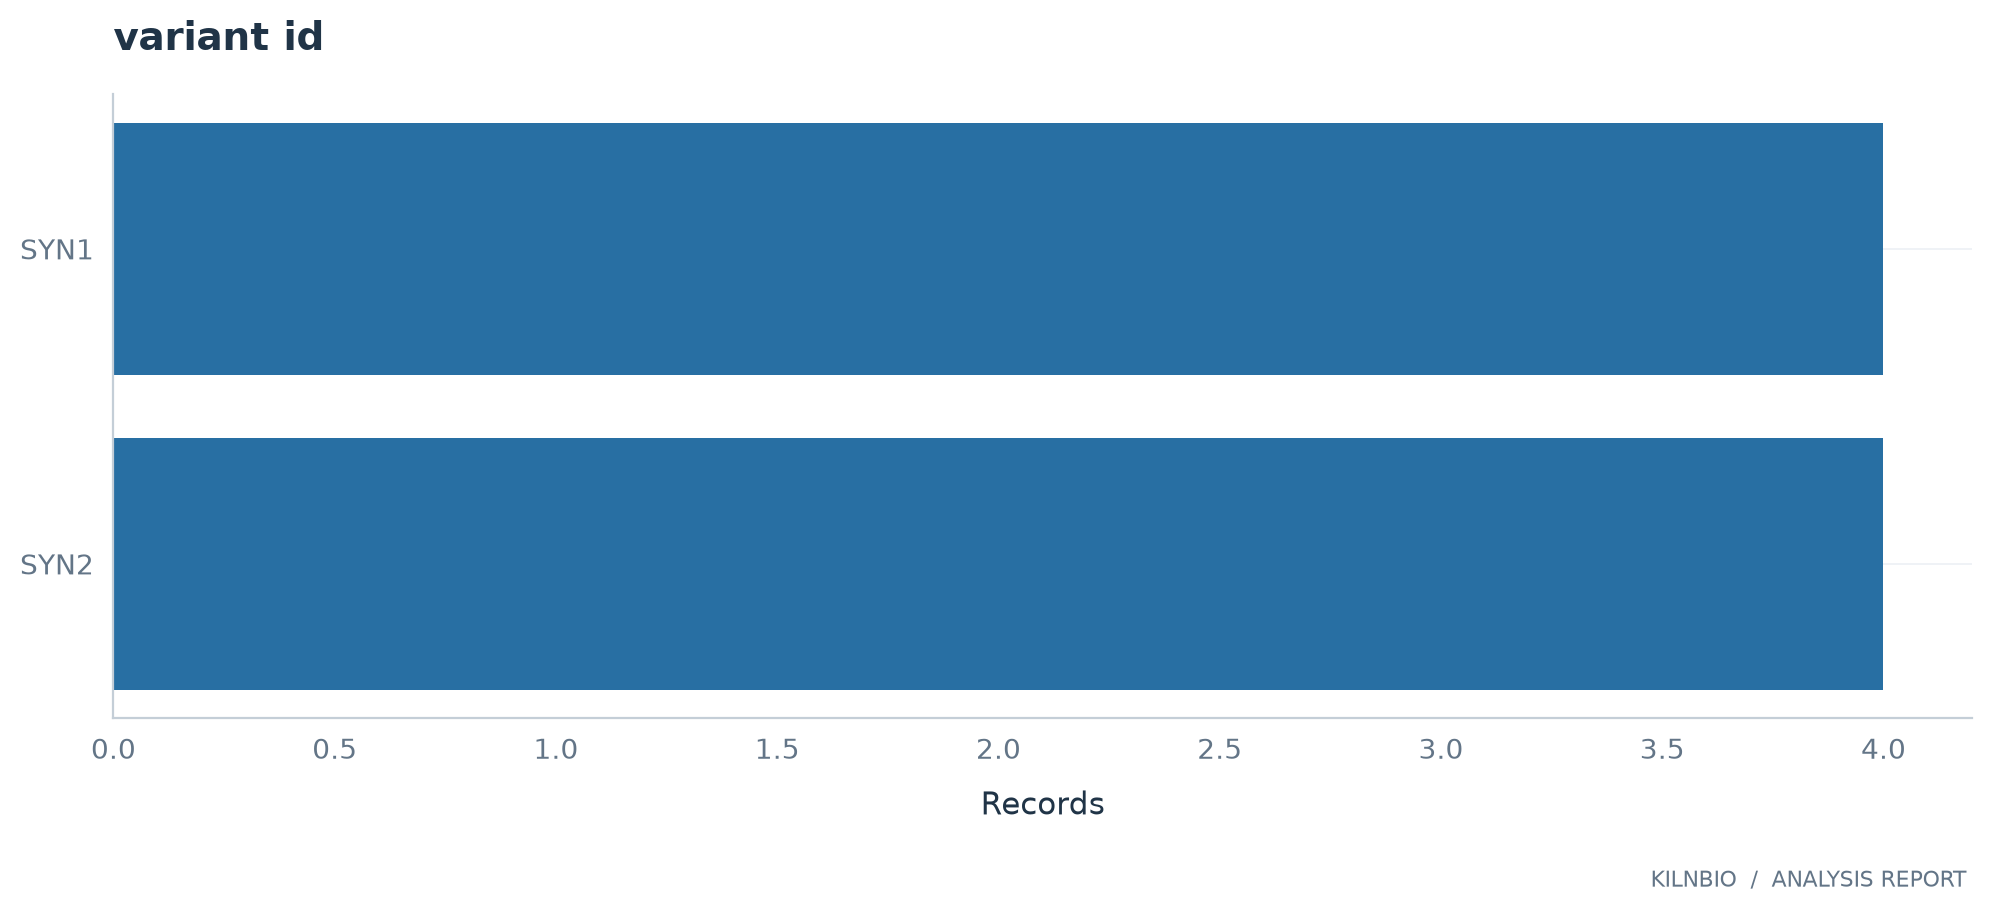 variant id
SYN1
SYN2
0.0 0.5 1.0 1.5 2.0 2.5 3.0 3.5 4.0
Records
KILNBIO / ANALYSIS REPORT